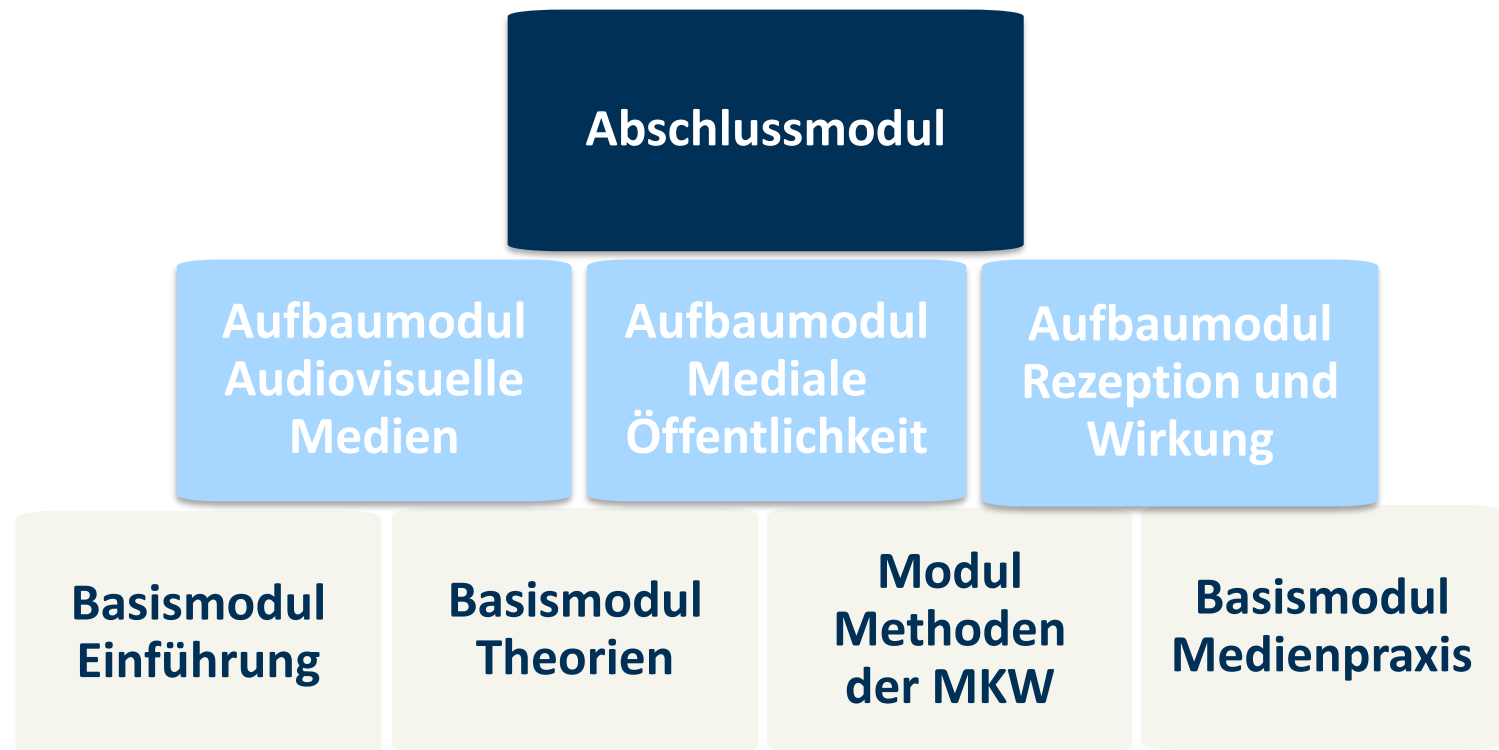 Abschlussmodul
Aufbaumodul
Audiovisuelle
Medien
Aufbaumodul
Mediale
Öffentlichkeit
Aufbaumodul
Rezeption und
Wirkung
Basismodul
Einführung
Basismodul
Theorien
Modul
Methoden
der MKW
Basismodul
Medienpraxis